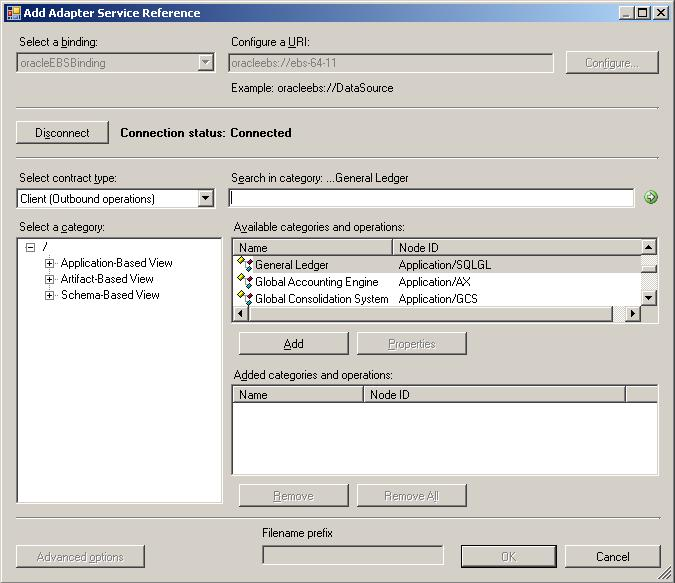 Add Adapter Service Reference
Select a binding:
Configure a URI:
oracleEBSBinding
oracleebs://ebs-64-11
Configure...
Example: oracleebs://DataSource
Disconnect
Connection status: Connected
Select contract type:
Search in category: ...General Ledger
Client (Outbound operations)
Select a category:
Available categories and operations:
/
Application-Based View
Artifact-Based View
Schema-Based View
Name Node ID
General Ledger Application/SQLGL
Global Accounting Engine Application/AX
Global Consolidation System Application/GCS
Add
Properties
Added categories and operations:
Name Node ID
Remove
Remove All
Filename prefix
Advanced options
OK
Cancel